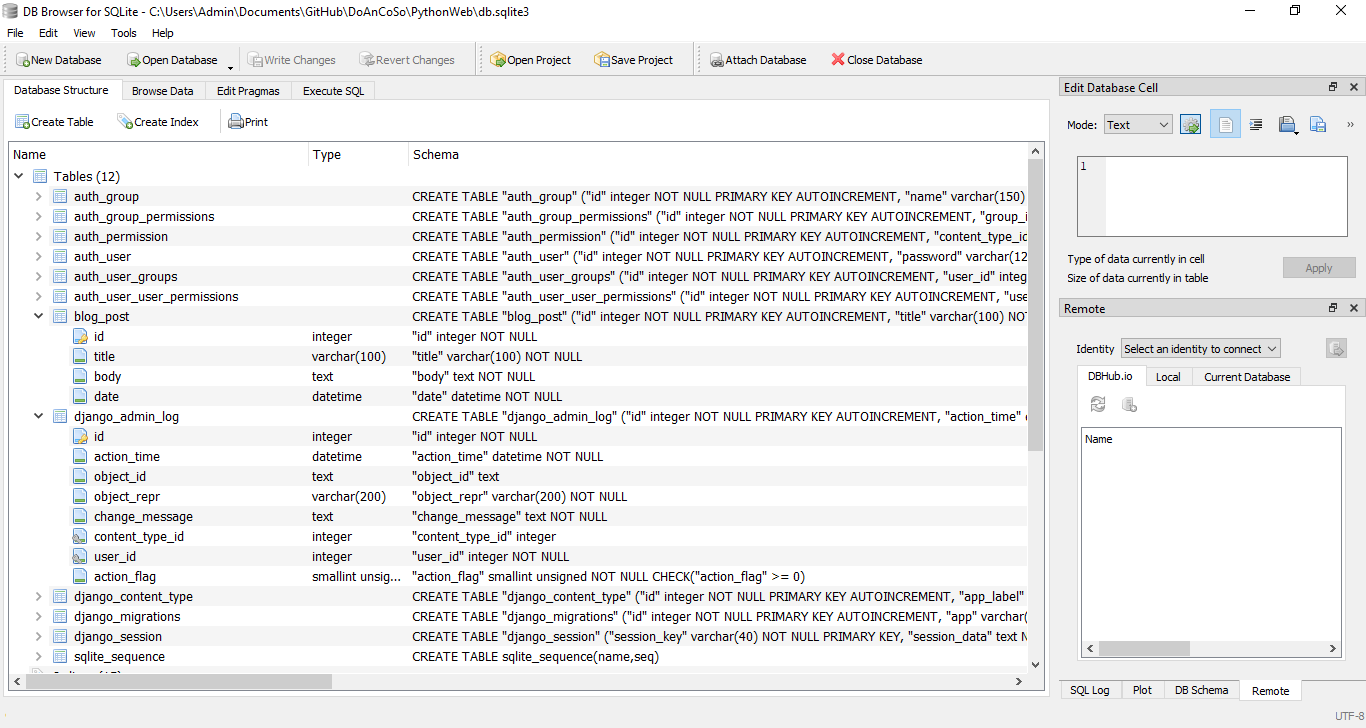 DB Browser for SQLite - C:\Users\Admin\Documents\GitHub\DoAnCoSo\PythonWeb\db.sqlite3
File Edit View Tools Help
New Database Open Database Write Changes Revert Changes Open Project Save Project Attach Database Close Database
Database Structure Browse Data Edit Pragmas Execute SQL
Create Table Create Index Print
Name Type Schema
Tables (12)
auth_group CREATE TABLE "auth_group" ("id" integer NOT NULL PRIMARY KEY AUTOINCREMENT, "name" varchar(150)
auth_group_permissions CREATE TABLE "auth_group_permissions" ("id" integer NOT NULL PRIMARY KEY AUTOINCREMENT, "group_i
auth_permission CREATE TABLE "auth_permission" ("id" integer NOT NULL PRIMARY KEY AUTOINCREMENT, "content_type_id
auth_user CREATE TABLE "auth_user" ("id" integer NOT NULL PRIMARY KEY AUTOINCREMENT, "password" varchar(12
auth_user_groups CREATE TABLE "auth_user_groups" ("id" integer NOT NULL PRIMARY KEY AUTOINCREMENT, "user_id" integ
auth_user_user_permissions CREATE TABLE "auth_user_user_permissions" ("id" integer NOT NULL PRIMARY KEY AUTOINCREMENT, "use
blog_post CREATE TABLE "blog_post" ("id" integer NOT NULL PRIMARY KEY AUTOINCREMENT, "title" varchar(100) NO
id integer "id" integer NOT NULL
title varchar(100) "title" varchar(100) NOT NULL
body text "body" text NOT NULL
date datetime "date" datetime NOT NULL
django_admin_log CREATE TABLE "django_admin_log" ("id" integer NOT NULL PRIMARY KEY AUTOINCREMENT, "action_time"
id integer "id" integer NOT NULL
action_time datetime "action_time" datetime NOT NULL
object_id text "object_id" text
object_repr varchar(200) "object_repr" varchar(200) NOT NULL
change_message text "change_message" text NOT NULL
content_type_id integer "content_type_id" integer
user_id integer "user_id" integer NOT NULL
action_flag smallint unsig... "action_flag" smallint unsigned NOT NULL CHECK("action_flag" >= 0)
django_content_type CREATE TABLE "django_content_type" ("id" integer NOT NULL PRIMARY KEY AUTOINCREMENT, "app_label"
django_migrations CREATE TABLE "django_migrations" ("id" integer NOT NULL PRIMARY KEY AUTOINCREMENT, "app" varchar(
django_session CREATE TABLE "django_session" ("session_key" varchar(40) NOT NULL PRIMARY KEY, "session_data" text N
sqlite_sequence CREATE TABLE sqlite_sequence(name,seq)
Edit Database Cell
Mode: Text
1
Type of data currently in cell
Size of data currently in table
Apply
Remote
Identity Select an identity to connect
DBHub.io Local Current Database
Name
SQL Log Plot DB Schema Remote
UTF-8